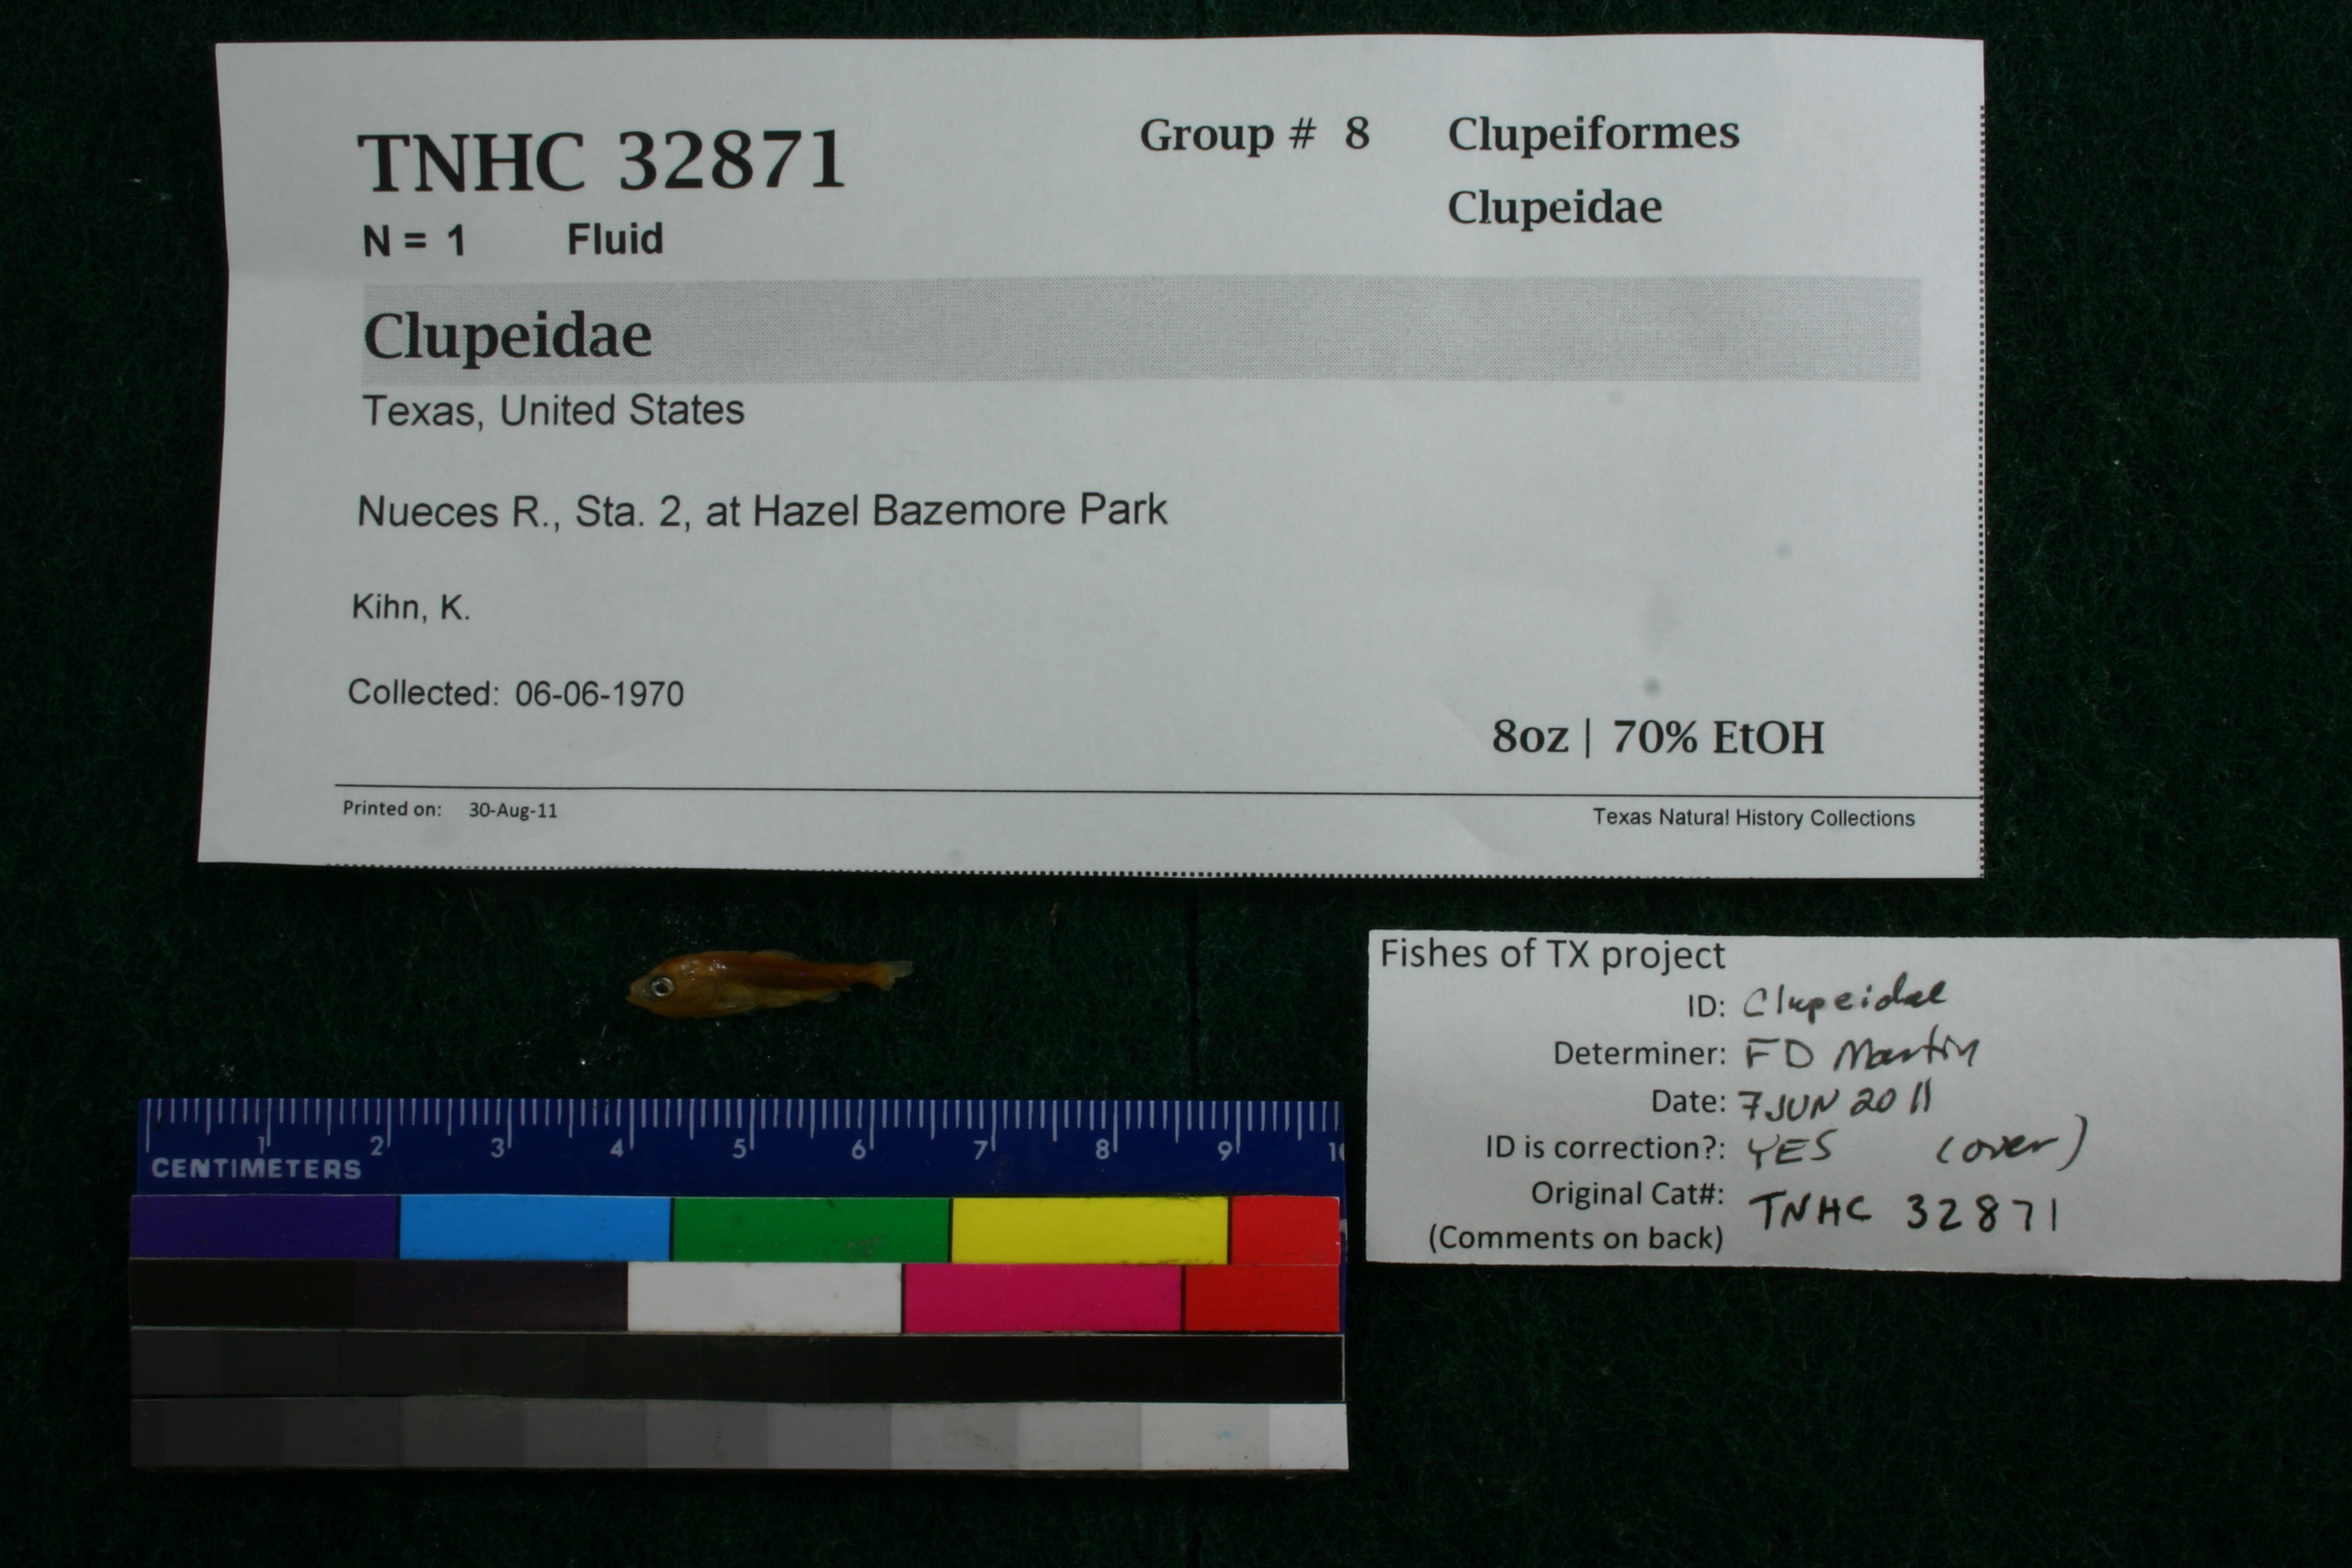 TNHC 32871
Group # 8 Clupeiformes
Clupeidae
N = 1 Fluid
Clupeidae
Texas, United States
Nueces R., Sta. 2, at Hazel Bazemore Park
Kihn, K.
Collected: 06-06-1970
8oz | 70% EtOH
Printed on: 30-Aug-11
Texas Natural History Collections
Fishes of TX project
ID: Clupeidae
Determiner: FD Martin
Date: 7 JUN 2011
ID is correction?: YES (over)
Original Cat#: TNHC 32871
(Comments on back)
1 2 3 4 5 6 7 8 9 10
CENTIMETERS